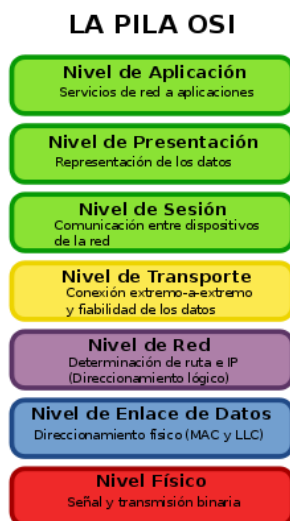 LA PILA OSI
Nivel de Aplicación
Servicios de red a aplicaciones
Nivel de Presentación
Representación de los datos
Nivel de Sesión
Comunicación entre dispositivos
de la red
Nivel de Transporte
Conexión extremo-a-extremo
y fiabilidad de los datos
Nivel de Red
Determinación de ruta e IP
(Direccionamiento lógico)
Nivel de Enlace de Datos
Direccionamiento físico (MAC y LLC)
Nivel Físico
Señal y transmisión binaria